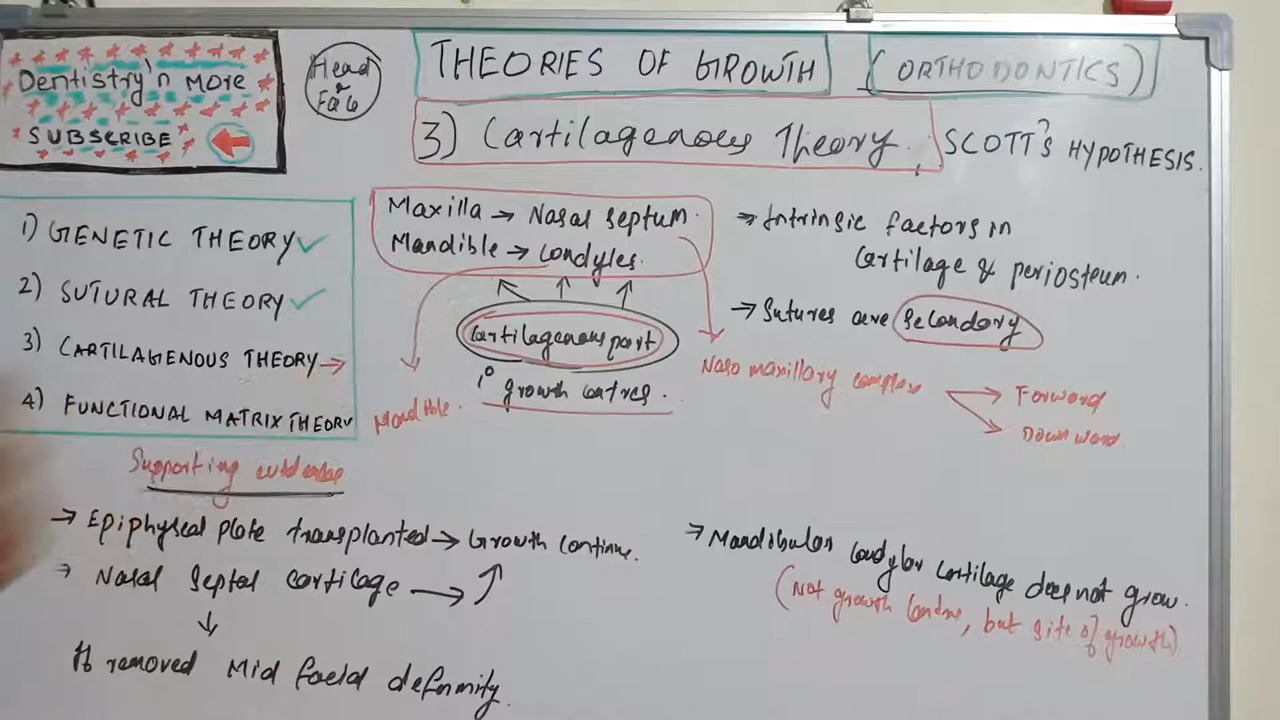 Dentistry'n MORE
SUBSCRIBE
Head
&
Face
THEORIES OF GROWTH (ORTHODONTICS)
3) Cartilagenous Theory : SCOTT'S HYPOTHESIS.
1) GENETIC THEORY ✓
2) SUTURAL THEORY ✓
3) CARTILAGENOUS THEORY →
4) FUNCTIONAL MATRIX THEORY
Maxilla → Nasal septum.
Mandible → Condyles.
Cartilagenous part
1° growth centres.
Mandible.
→ Intrinsic factors in
Cartilage & periosteum.
→ Sutures are Secondary
Naso maxillary complex
Forward
Downward
Supporting evidence
→ Epiphyseal plate transplanted → Growth continue.
→ Nasal Septal cartilage →
↓
If removed Mid facial deformity.
→ Mandibular condylar cartilage does not grow.
(Not growth centre, but site of growth)